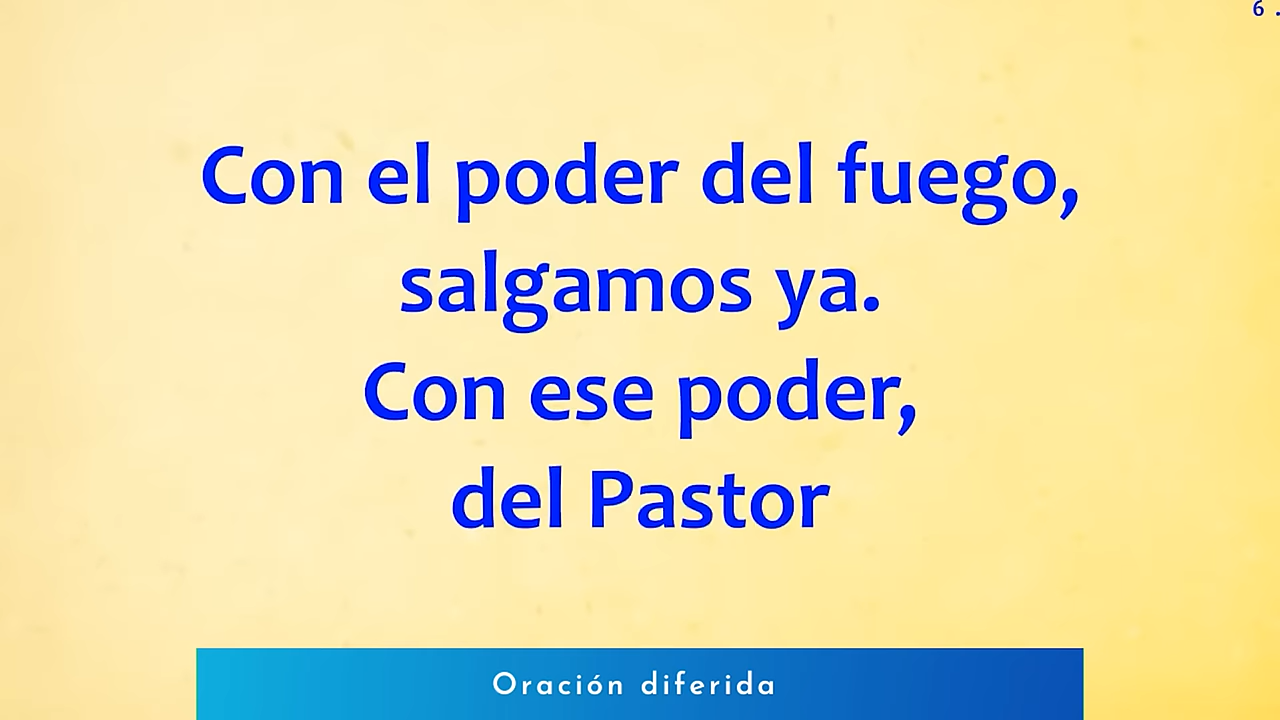 6.
Con el poder del fuego,
salgamos ya.
Con ese poder,
del Pastor
Oración diferida